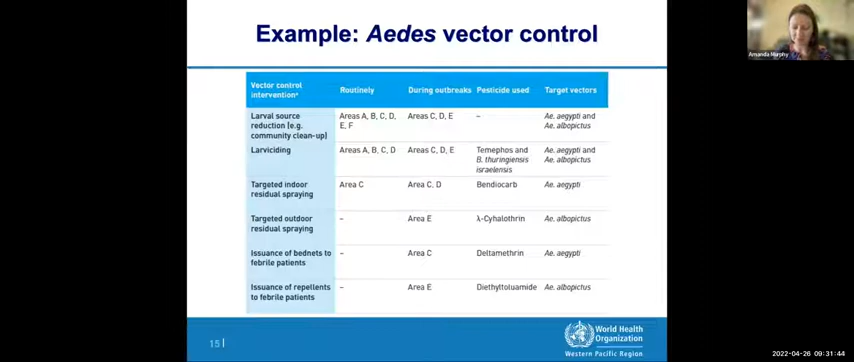 Example: Aedes vector control
Amanda Murphy
Vector control
interventionᵃ
Routinely
During outbreaks
Pesticide used
Target vectors
Larval source
reduction (e.g.
community clean-up)
Areas A, B, C, D,
E, F
Areas C, D, E
–
Ae. aegypti and
Ae. albopictus
Larviciding
Areas A, B, C, D
Areas C, D, E
Temephos and
B. thuringiensis
israelensis
Ae. aegypti and
Ae. albopictus
Targeted indoor
residual spraying
Area C
Area C, D
Bendiocarb
Ae. aegypti
Targeted outdoor
residual spraying
–
Area E
λ-Cyhalothrin
Ae. albopictus
Issuance of bednets to
febrile patients
–
Area C
Deltamethrin
Ae. aegypti
Issuance of repellents
to febrile patients
–
Area E
Diethyltoluamide
Ae. albopictus
15 |
World Health
Organization
Western Pacific Region
2022-04-26 09:31:44